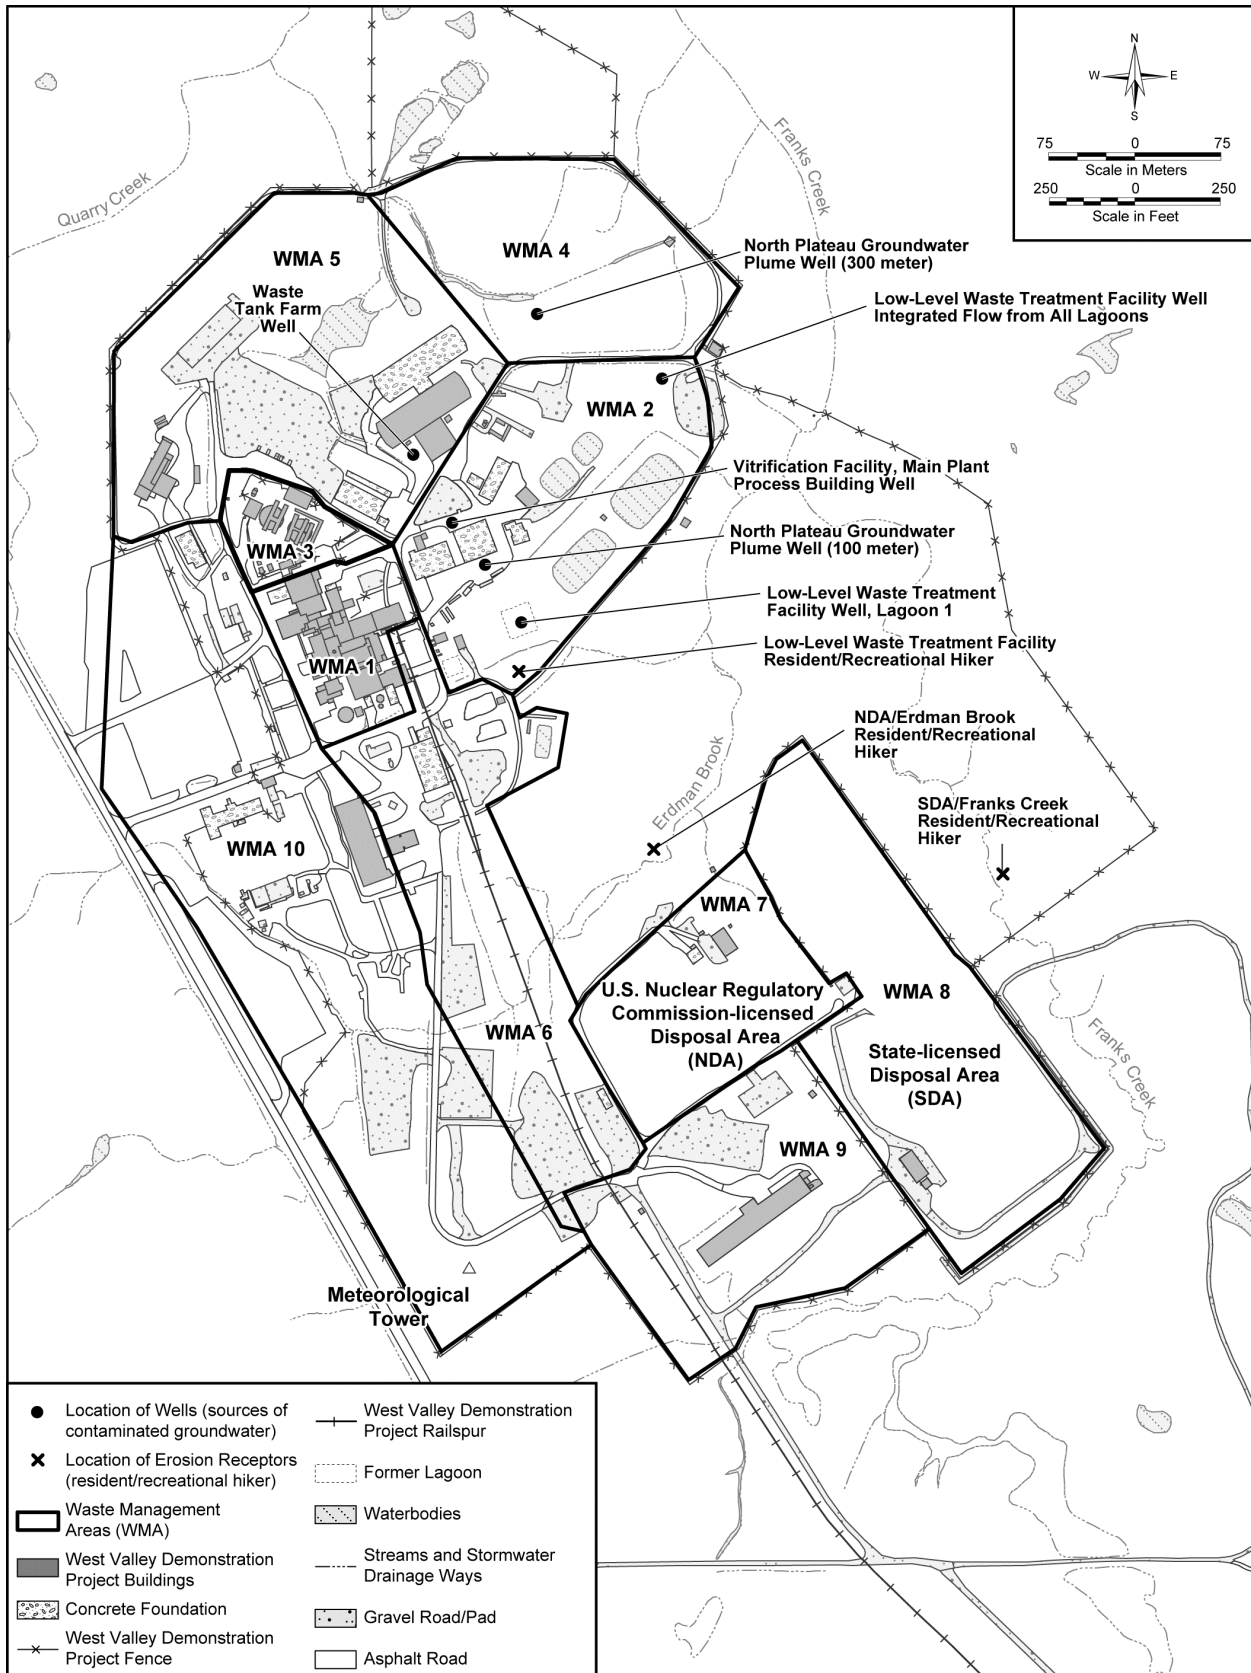 N
W
E
S
75
0
75
Scale in Meters
250
0
250
Scale in Feet
Franks Creek
Quarry Creek
WMA 5
WMA 4
North Plateau Groundwater
Plume Well (300 meter)
Waste
Tank Farm
Well
Low-Level Waste Treatment Facility Well
Integrated Flow from All Lagoons
WMA 2
Vitrification Facility, Main Plant
Process Building Well
North Plateau Groundwater
Plume Well (100 meter)
WMA 3
Low-Level Waste Treatment
Facility Well, Lagoon 1
Low-Level Waste Treatment Facility
Resident/Recreational Hiker
WMA 1
NDA/Erdman Brook
Resident/Recreational
Hiker
Erdman Brook
SDA/Franks Creek
Resident/Recreational
Hiker
WMA 10
WMA 7
U.S. Nuclear Regulatory
Commission-licensed
Disposal Area
(NDA)
WMA 8
WMA 6
State-licensed
Disposal Area
(SDA)
Franks Creek
WMA 9
Meteorological
Tower
Location of Wells (sources of
contaminated groundwater)
Location of Erosion Receptors
(resident/recreational hiker)
Waste Management
Areas (WMA)
West Valley Demonstration
Project Buildings
Concrete Foundation
West Valley Demonstration
Project Fence
West Valley Demonstration
Project Railspur
Former Lagoon
Waterbodies
Streams and Stormwater
Drainage Ways
Gravel Road/Pad
Asphalt Road